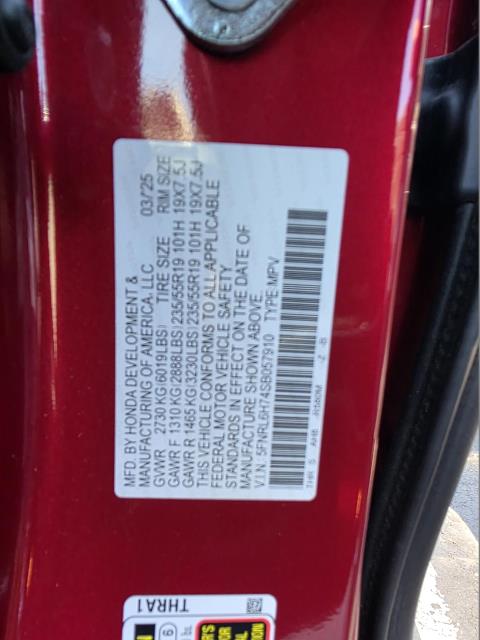 MFD. BY HONDA DEVELOPMENT &
MANUFACTURING OF AMERICA, LLC 03/'25
GVWR 2730 KG(6019LBS) TIRE SIZE RIM SIZE
GAWR F 1310 KG(2888LBS)235/55R19 101H 19X7.5J
GAWR R 1465 KG(3230LBS)235/55R19 101H 19X7.5J
THIS VEHICLE CONFORMS TO ALL APPLICABLE
FEDERAL MOTOR VEHICLE SAFETY
STANDARDS IN EFFECT ON THE DATE OF
MANUFACTURE SHOWN ABOVE.
V.I.N.: 5FNRL6H74SB057910 TYPE:MPV
THR S AH6 R580M -Z -B
THRA1